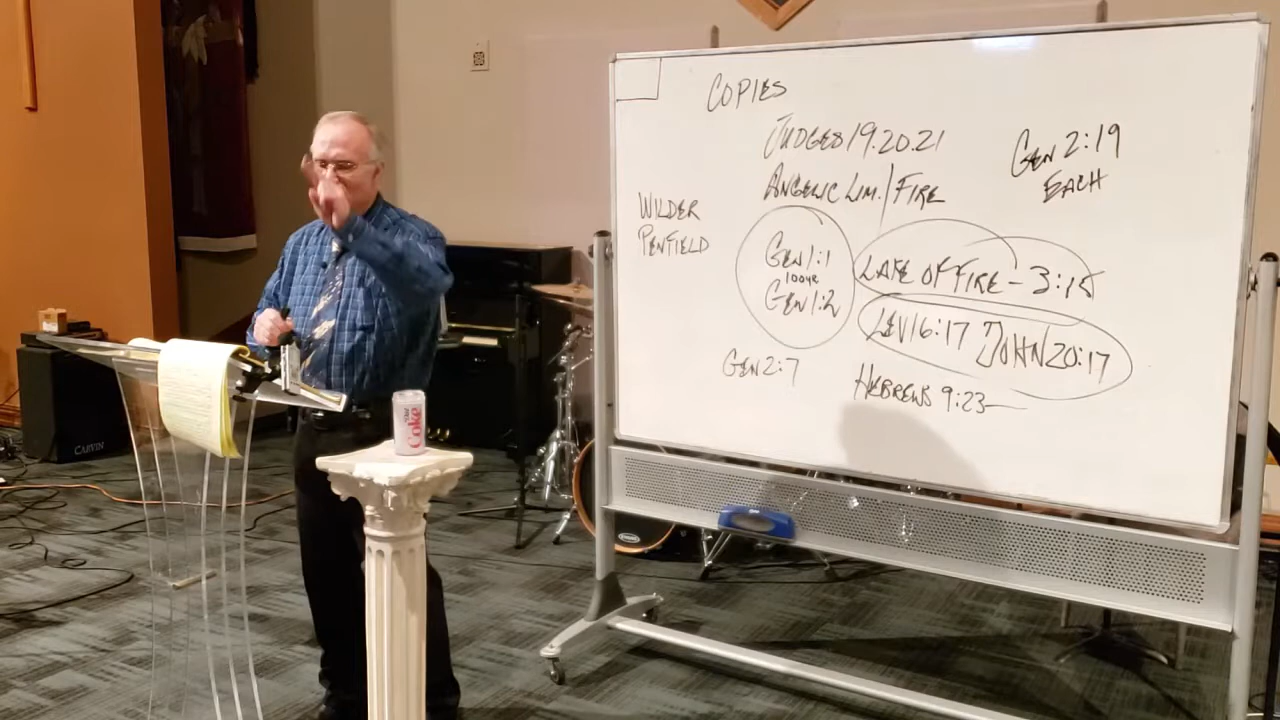 COPIES
JUDGES 19.20.21
GEN 2:19
EACH
ANGELIC LIM./FIRE
WILDER
PENFIELD
GEN 1:1
100YR
GEN 1:2
LAKE OF FIRE - 3:15
LEV 16:17 JOHN 20:17
GEN 2:7
HEBREWS 9:23
Diet
Coke
CARVIN